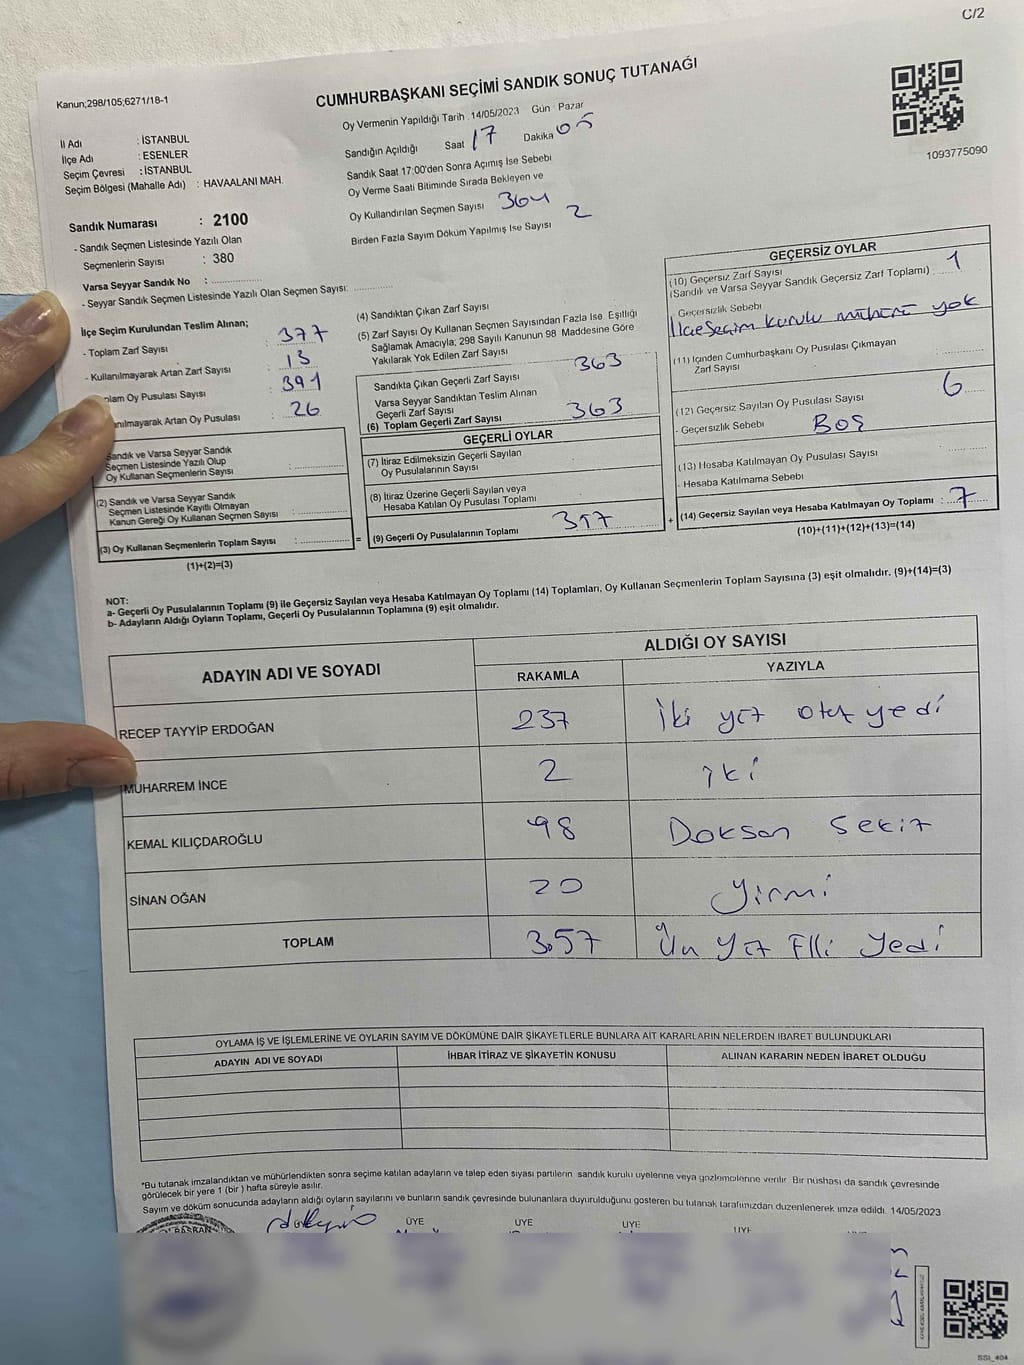 C/2
Kanun;298/105;6271/18-1
CUMHURBAŞKANI SEÇİMİ SANDIK SONUÇ TUTANAĞI
1093775090
İl Adı : İSTANBUL
İlçe Adı : ESENLER
Seçim Çevresi : İSTANBUL
Seçim Bölgesi (Mahalle Adı) : HAVAALANI MAH.
Sandık Numarası : 2100
- Sandık Seçmen Listesinde Yazılı Olan
Seçmenlerin Sayısı : 380
Varsa Seyyar Sandık No :
- Seyyar Sandık Seçmen Listesinde Yazılı Olan Seçmen Sayısı:
Oy Vermenin Yapıldığı Tarih : 14/05/2023 Gün : Pazar
Sandığın Açıldığı Saat 17 Dakika 05
Sandık Saat 17:00'den Sonra Açımış İse Sebebi
Oy Verme Saati Bitiminde Sırada Bekleyen ve
Oy Kullandırılan Seçmen Sayısı 364
Birden Fazla Sayım Döküm Yapılmış İse Sayısı 2
İlçe Seçim Kurulundan Teslim Alınan;
- Toplam Zarf Sayısı : 377
- Kullanılmayarak Artan Zarf Sayısı : 13
Oy Pusulası Sayısı : 391
Artan Oy Pusulası : 26
Sandık ve Varsa Seyyar Sandık
Seçmen Listesinde Yazılı Olup
Oy Kullanan Seçmenlerin Sayısı :
(2) Sandık ve Varsa Seyyar Sandık
Seçmen Listesinde Kayıtlı Olmayan
Kanun Gereği Oy Kullanan Seçmen Sayısı :
(3) Oy Kullanan Seçmenlerin Toplam Sayısı :
(1)+(2)=(3)
(4) Sandıktan Çıkan Zarf Sayısı
(5) Zarf Sayısı Oy Kullanan Seçmen Sayısından Fazla İse Eşitliği
Sağlamak Amacıyla; 298 Sayılı Kanunun 98 Maddesine Göre
Yakılarak Yok Edilen Zarf Sayısı
Sandıkta Çıkan Geçerli Zarf Sayısı 363
Varsa Seyyar Sandıktan Teslim Alınan
Geçerli Zarf Sayısı
(6) Toplam Geçerli Zarf Sayısı 363
GEÇERLİ OYLAR
(7) İtiraz Edilmeksizin Geçerli Sayılan
Oy Pusulalarının Sayısı
(8) İtiraz Üzerine Geçerli Sayılan veya
Hesaba Katılan Oy Pusulası Toplamı
=
(9) Geçerli Oy Pusulalarının Toplamı 357
+
GEÇERSİZ OYLAR
(10) Geçersiz Zarf Sayısı
(Sandık ve Varsa Seyyar Sandık Geçersiz Zarf Toplamı) 1
Geçersizlik Sebebi
İlçe Seçim kurulu mührü yok
(11) İçinden Cumhurbaşkanı Oy Pusulası Çıkmayan
Zarf Sayısı
(12) Geçersiz Sayılan Oy Pusulası Sayısı 6
- Geçersizlik Sebebi BOŞ
(13) Hesaba Katılmayan Oy Pusulası Sayısı
- Hesaba Katılmama Sebebi
(14) Geçersiz Sayılan veya Hesaba Katılmayan Oy Toplamı : 7
(10)+(11)+(12)+(13)=(14)
NOT:
a- Geçerli Oy Pusulalarının Toplamı (9) ile Geçersiz Sayılan veya Hesaba Katılmayan Oy Toplamı (14) Toplamları, Oy Kullanan Seçmenlerin Toplam Sayısına (3) eşit olmalıdır. (9)+(14)=(3)
b- Adayların Aldığı Oyların Toplamı, Geçerli Oy Pusulalarının Toplamına (9) eşit olmalıdır.
ADAYIN ADI VE SOYADI ALDIĞI OY SAYISI
RAKAMLA YAZIYLA
RECEP TAYYİP ERDOĞAN 237 iki yüz otuz yedi
MUHARREM İNCE 2 iki
KEMAL KILIÇDAROĞLU 98 Doksan sekiz
SİNAN OĞAN 20 yirmi
TOPLAM 357 Üç yüz Elli Yedi
OYLAMA İŞ VE İŞLEMLERİNE VE OYLARIN SAYIM VE DÖKÜMÜNE DAİR ŞİKAYETLERLE BUNLARA AİT KARARLARIN NELERDEN İBARET BULUNDUKLARI
ADAYIN ADI VE SOYADI İHBAR İTİRAZ VE ŞİKAYETİN KONUSU ALINAN KARARIN NEDEN İBARET OLDUĞU
*Bu tutanak imzalandıktan ve mühürlendikten sonra seçime katılan adayların ve talep eden siyasi partilerin sandık kurulu üyelerine veya gözlemcilerine verilir. Bir nüshası da sandık çevresinde
görülecek bir yere 1 (bir) hafta süreyle asılır.
Sayım ve döküm sonucunda adayların aldığı oyların sayılarını ve bunların sandık çevresinde bulunanlara duyurulduğunu gösteren bu tutanak tarafımızdan düzenlenerek imza edildi. 14/05/2023
BAŞKAN ÜYE ÜYE ÜYE ÜYE
SSI_404